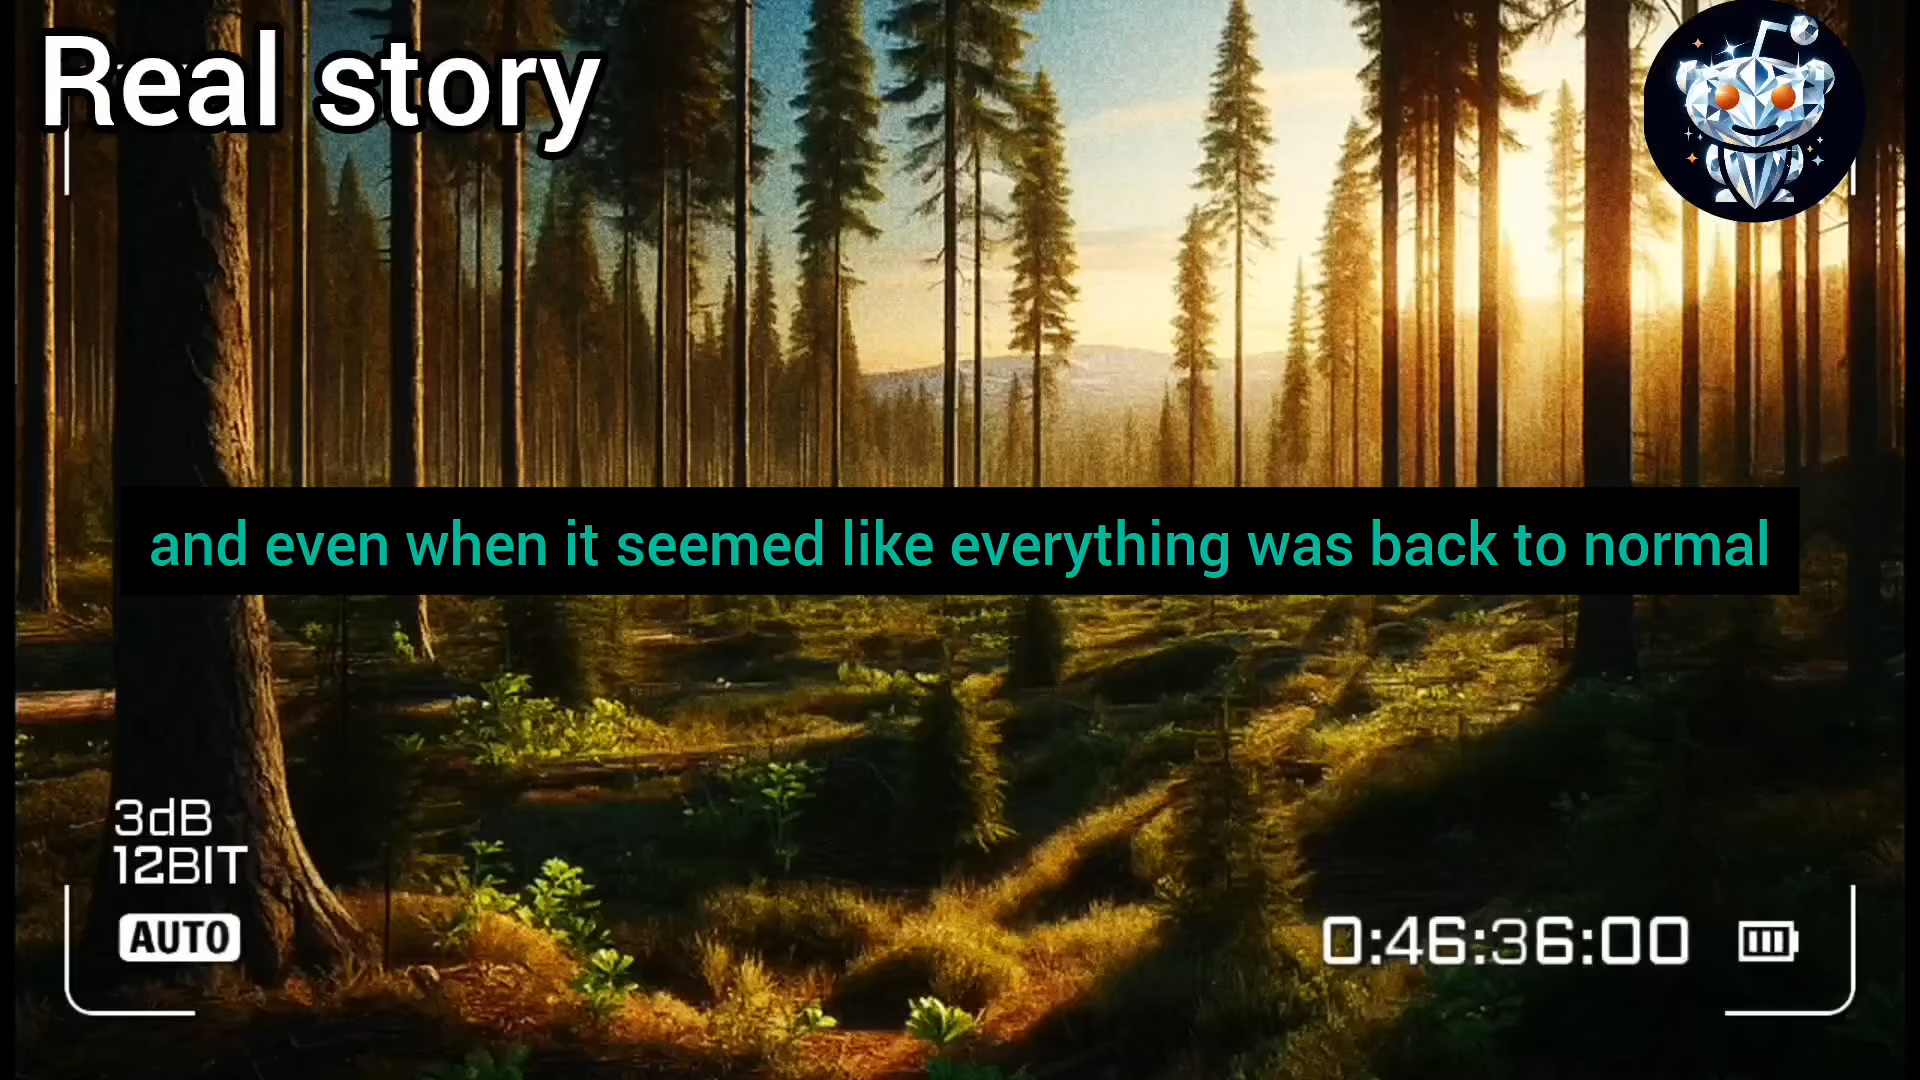 Real story
and even when it seemed like everything was back to normal
3dB
12BIT
AUTO
0:46:36:00